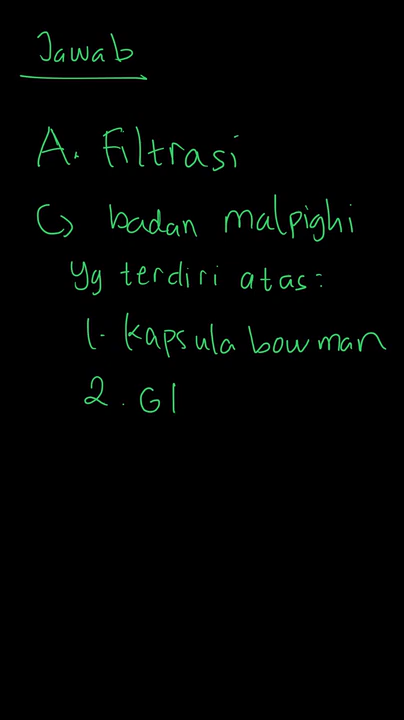 Jawab
A. Filtrasi
↪ badan malpighi
yg terdiri atas:
1. Kapsula bowman
2. Gl